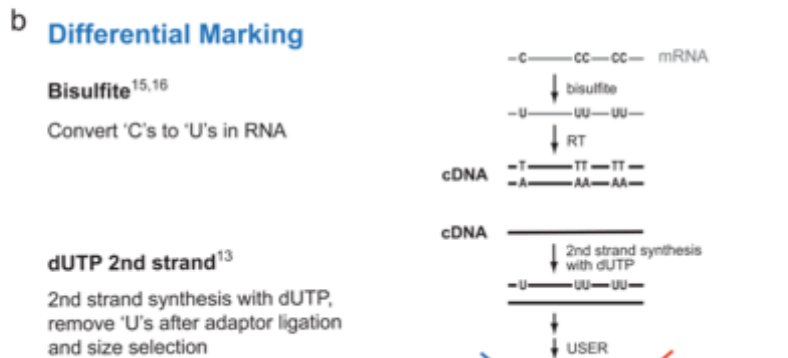 b
Differential Marking
Bisulfite15,16
Convert 'C's to 'U's in RNA
-C—CC—CC— mRNA
bisulfite
-U—UU—UU—
RT
cDNA
-T—TT—TT—
-A—AA—AA—
dUTP 2nd strand13
2nd strand synthesis with dUTP,
remove 'U's after adaptor ligation
and size selection
cDNA
2nd strand synthesis
with dUTP
-U—UU—UU—
USER